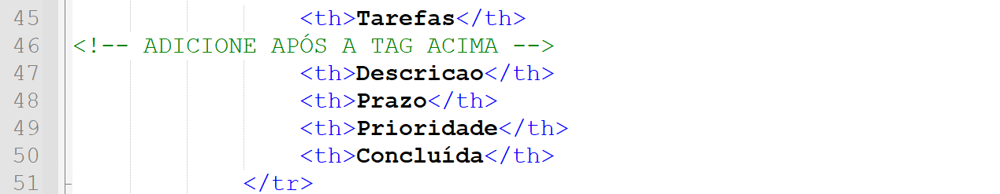 45 <th>Tarefas</th>
46 <!-- ADICIONE APÓS A TAG ACIMA -->
47 <th>Descricao</th>
48 <th>Prazo</th>
49 <th>Prioridade</th>
50 <th>Concluída</th>
51 </tr>